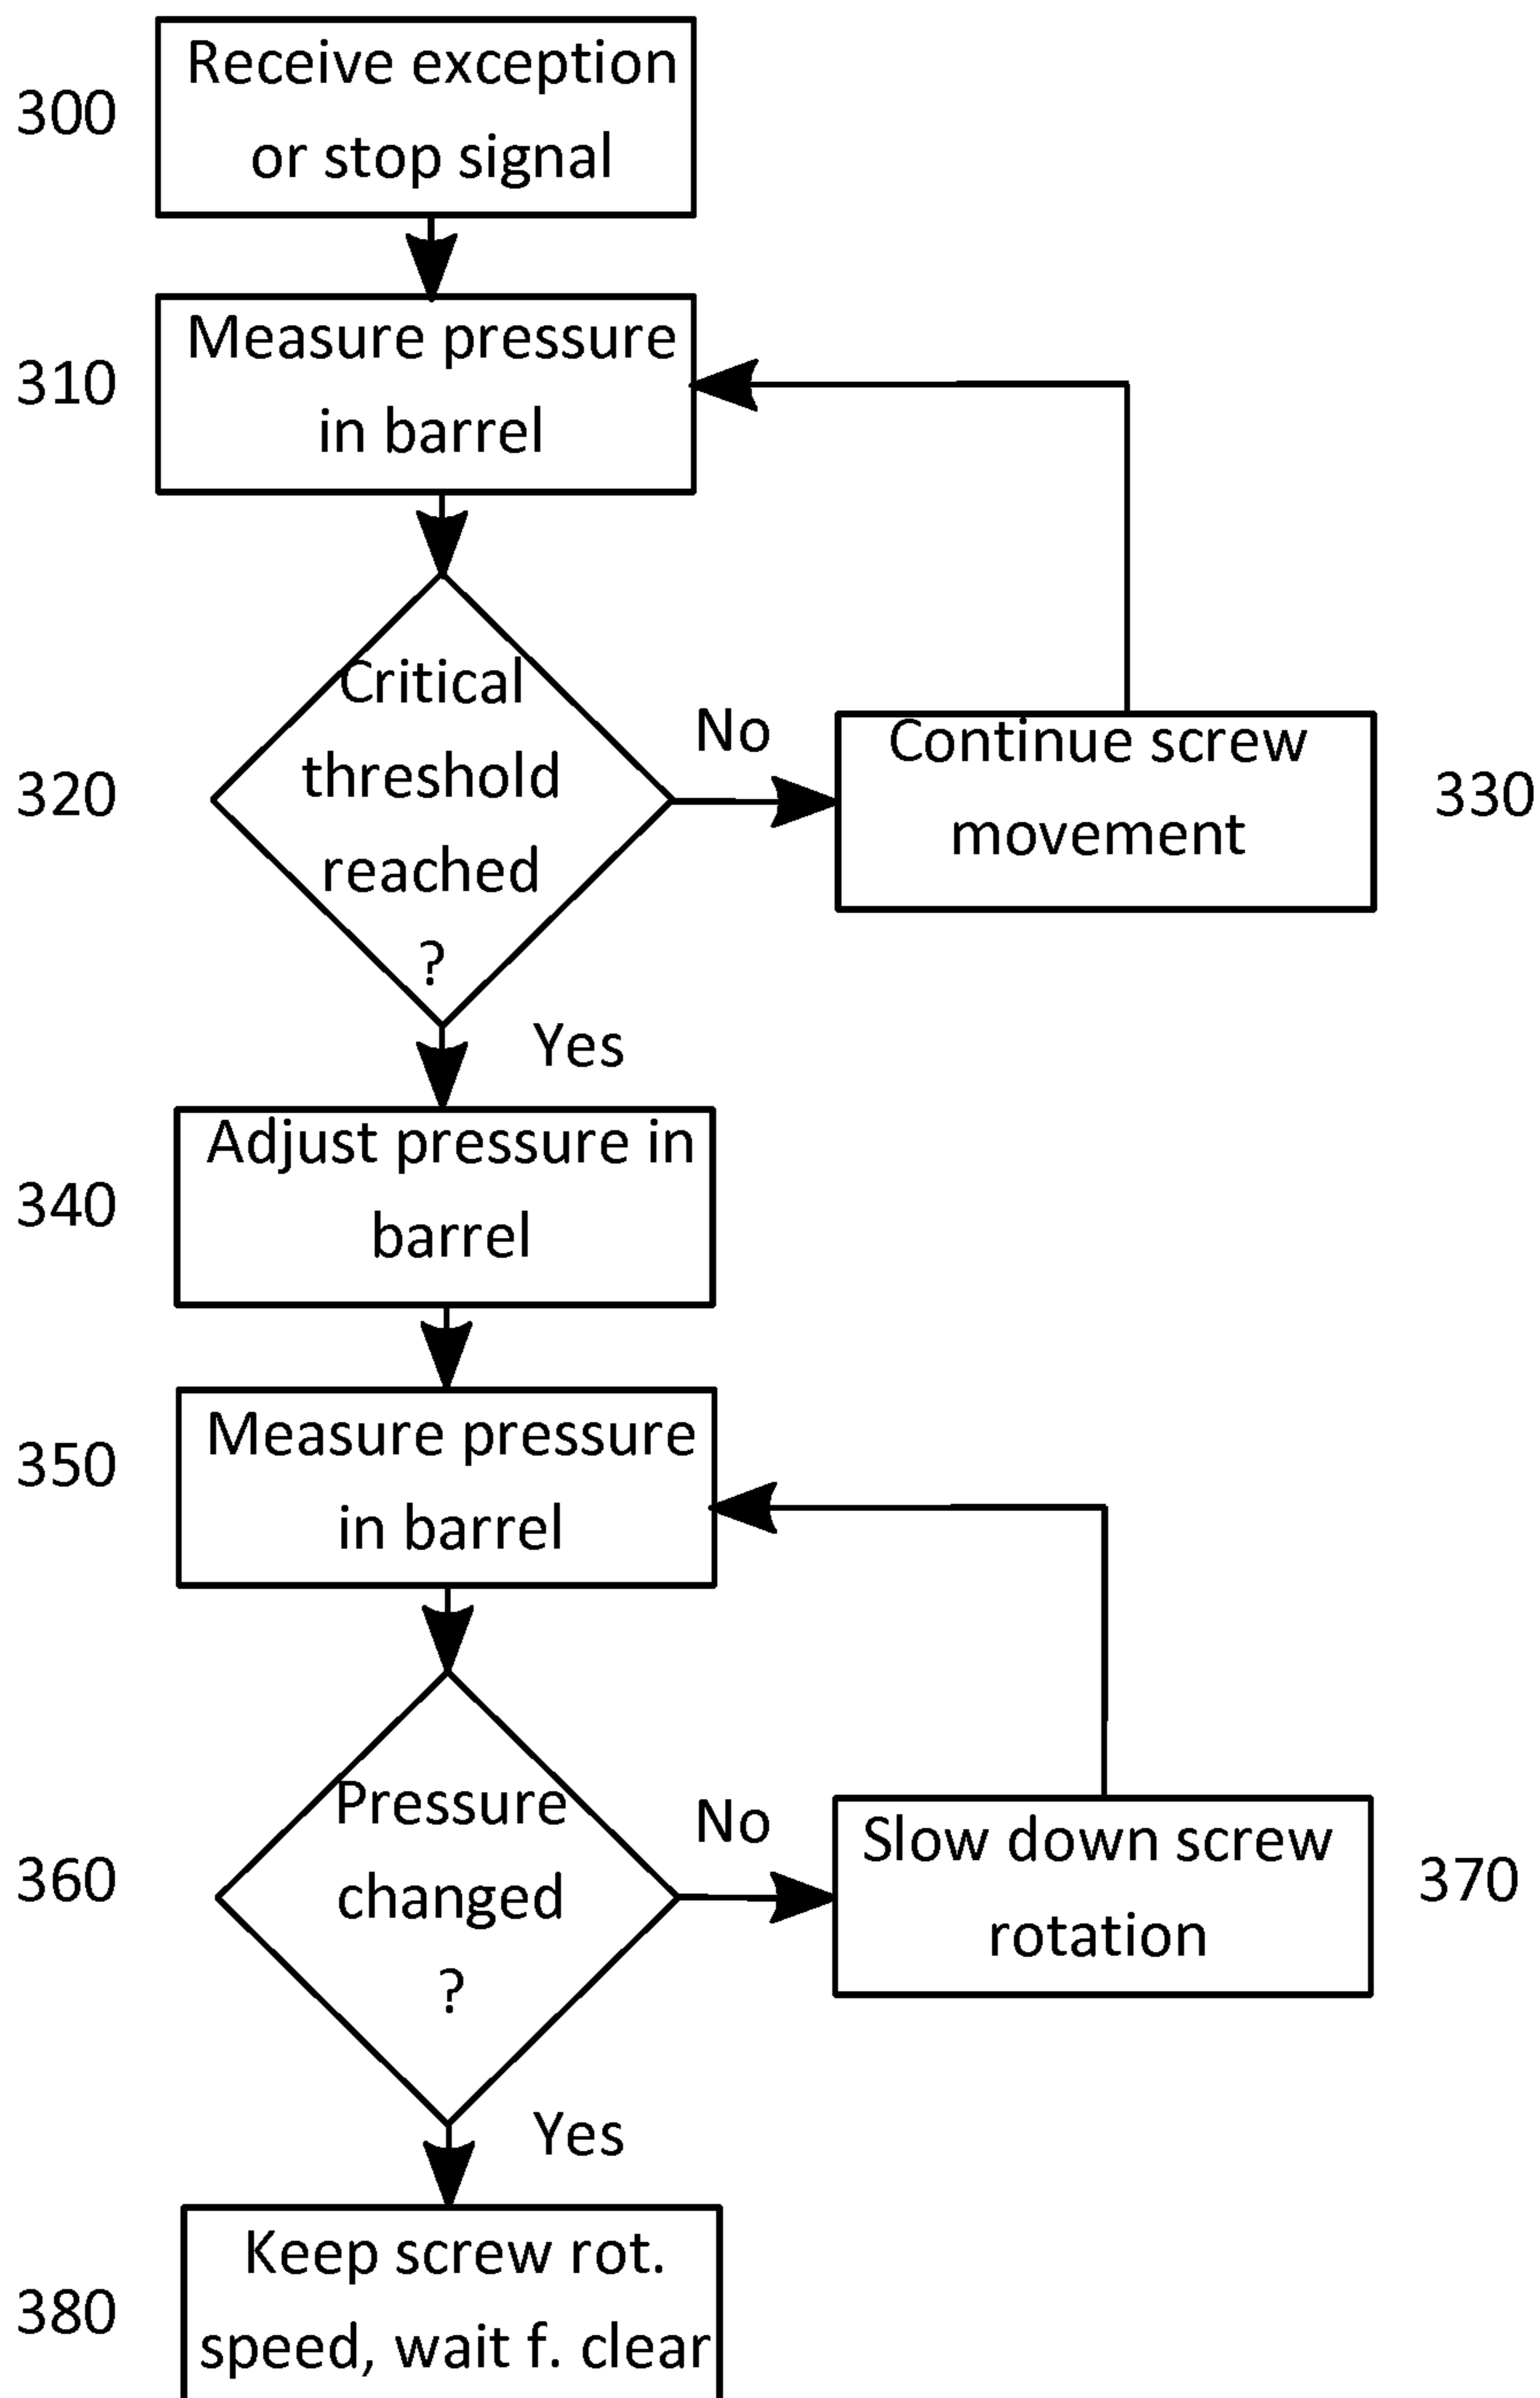 300
Receive exception
or stop signal
310
Measure pressure
in barrel
320
Critical
threshold
reached
?
No
Continue screw
movement
330
Yes
340
Adjust pressure in
barrel
350
Measure pressure
in barrel
360
Pressure
changed
?
No
Slow down screw
rotation
370
Yes
380
Keep screw rot.
speed, wait f. clear